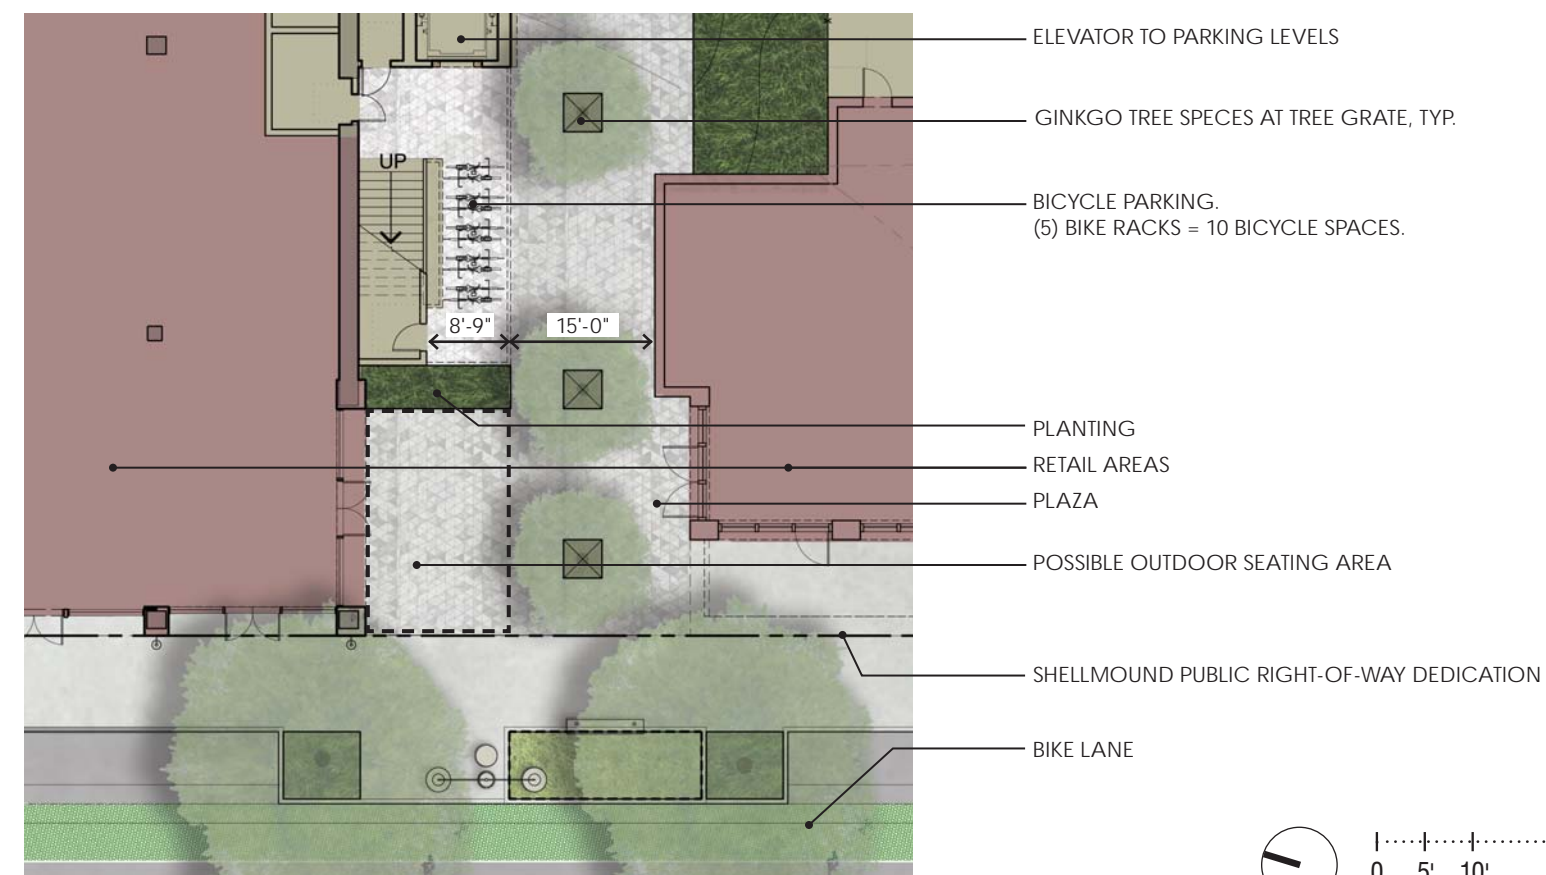 ELEVATOR TO PARKING LEVELS
GINKGO TREE SPECES AT TREE GRATE, TYP.
UP
BICYCLE PARKING.
(5) BIKE RACKS = 10 BICYCLE SPACES.
8'-9"
15'-0"
PLANTING
RETAIL AREAS
PLAZA
POSSIBLE OUTDOOR SEATING AREA
SHELLMOUND PUBLIC RIGHT-OF-WAY DEDICATION
BIKE LANE
0 5' 10'